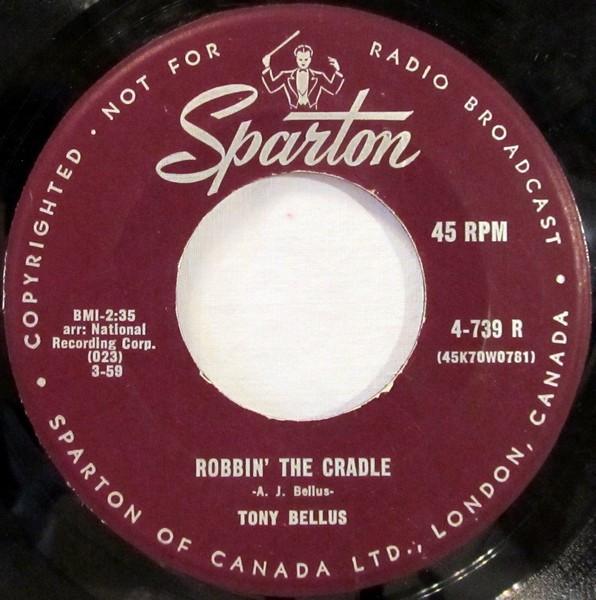 COPYRIGHTED • NOT FOR RADIO BROADCAST •
Sparton
45 RPM
BMI-2:35
arr: National
Recording Corp.
(023)
3-59
4-739 R
(45K70W0781)
ROBBIN' THE CRADLE
-A. J. Bellus-
TONY BELLUS
• SPARTON OF CANADA LTD., LONDON, CANADA